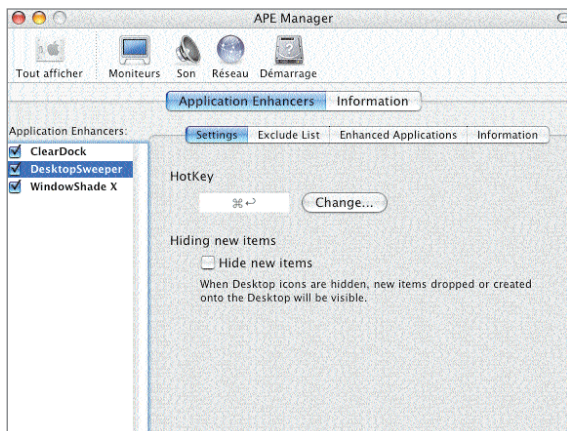 APE Manager
Tout afficher Moniteurs Son Réseau Démarrage
Application Enhancers Information
Application Enhancers:
Settings Exclude List Enhanced Applications Information
ClearDock
DesktopSweeper
WindowShade X
HotKey
⌘↩ Change...
Hiding new items
Hide new items
When Desktop icons are hidden, new items dropped or created
onto the Desktop will be visible.